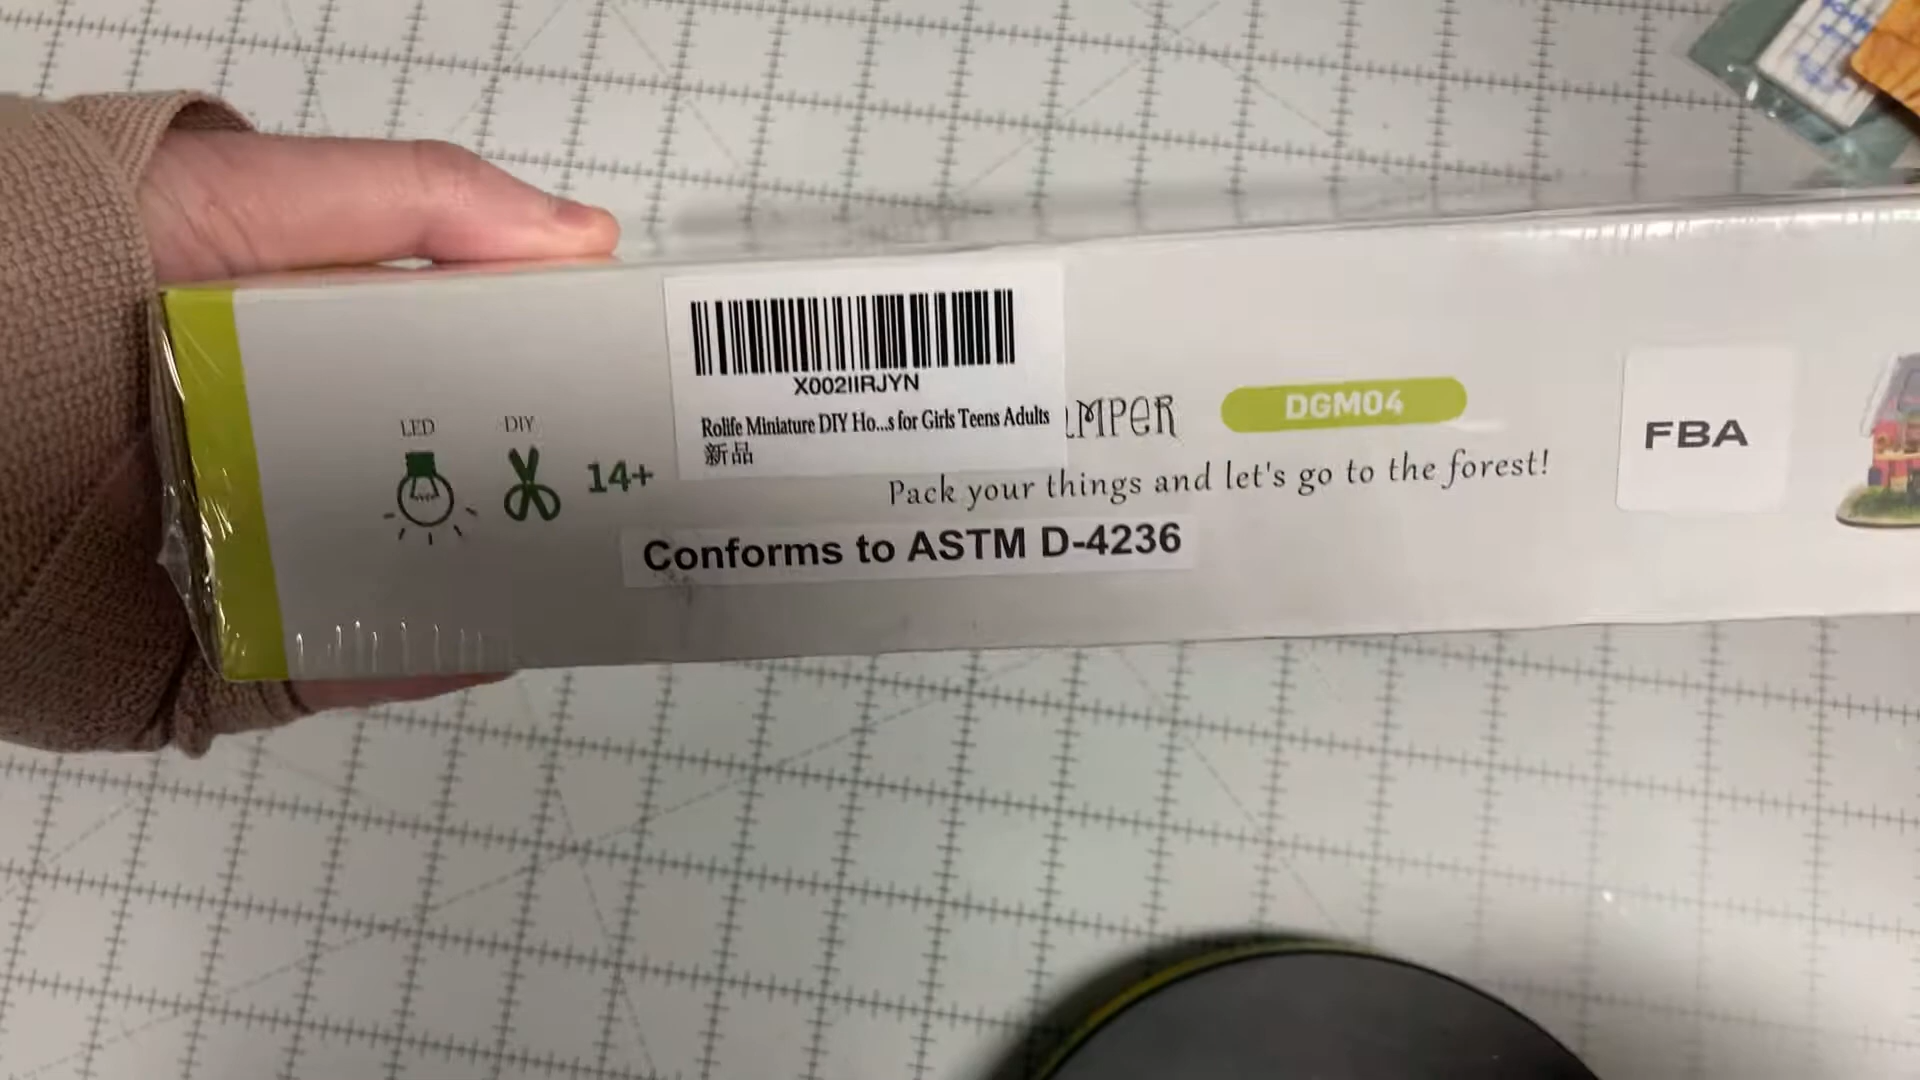 X002IIRJYN
Rolife Miniature DIY Ho...s for Girls Teens Adults
新品
LED
DIY
14+
DGM04
Pack your things and let's go to the forest!
Conforms to ASTM D-4236
FBA